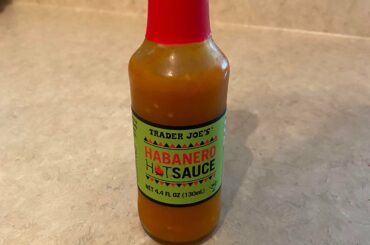 TRADER JOE'S
HABANERO
HOT SAUCE
NET 4.4 FL OZ (130mL)